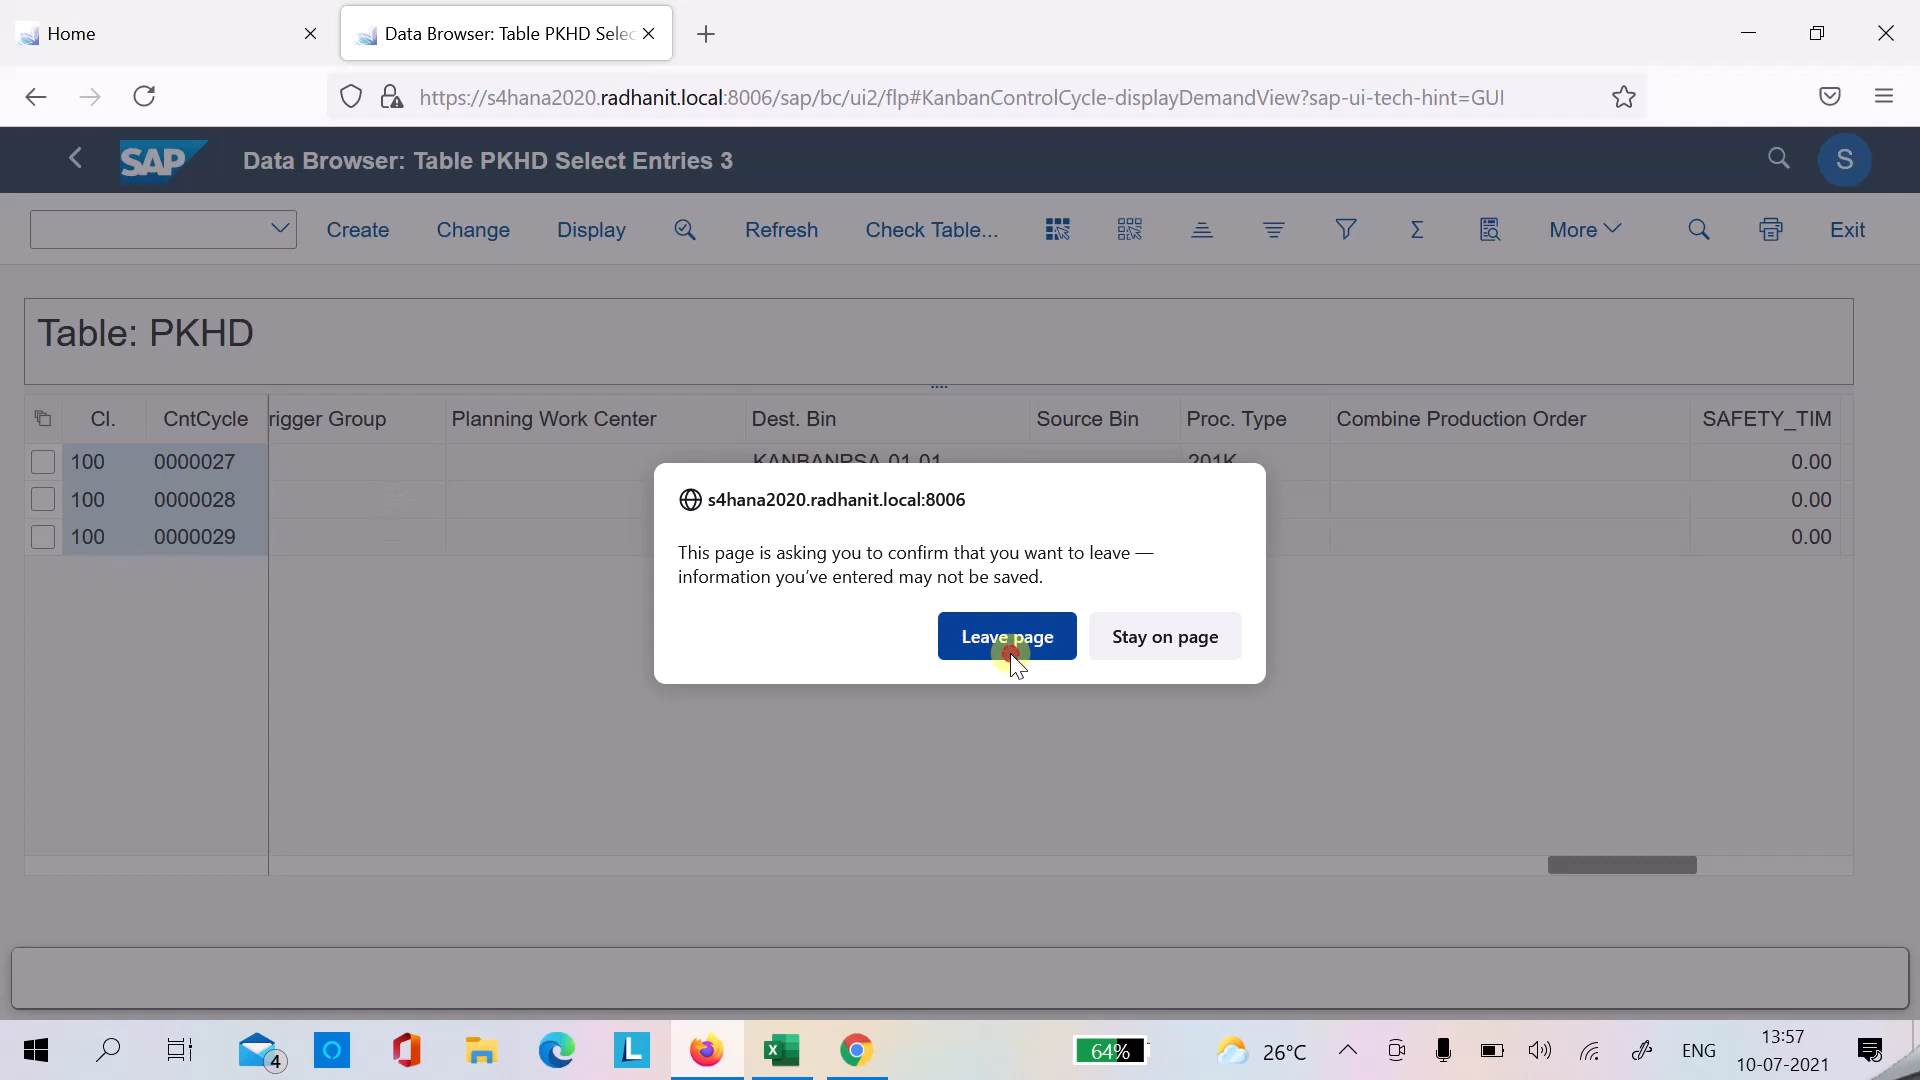 Home
Data Browser: Table PKHD Selec
https://s4hana2020.radhanit.local:8006/sap/bc/ui2/flp#KanbanControlCycle-displayDemandView?sap-ui-tech-hint=GUI
SAP
Data Browser: Table PKHD Select Entries 3
S
Create Change Display Refresh Check Table... Σ More Exit
Table: PKHD
Cl. CntCycle rigger Group Planning Work Center Dest. Bin Source Bin Proc. Type Combine Production Order SAFETY_TIM
100 0000027 KANBANPSA-01-01 201K 0.00
100 0000028 0.00
100 0000029 0.00
s4hana2020.radhanit.local:8006
This page is asking you to confirm that you want to leave —
information you've entered may not be saved.
Leave page Stay on page
4 L 64% 26°C ENG 13:57
10-07-2021